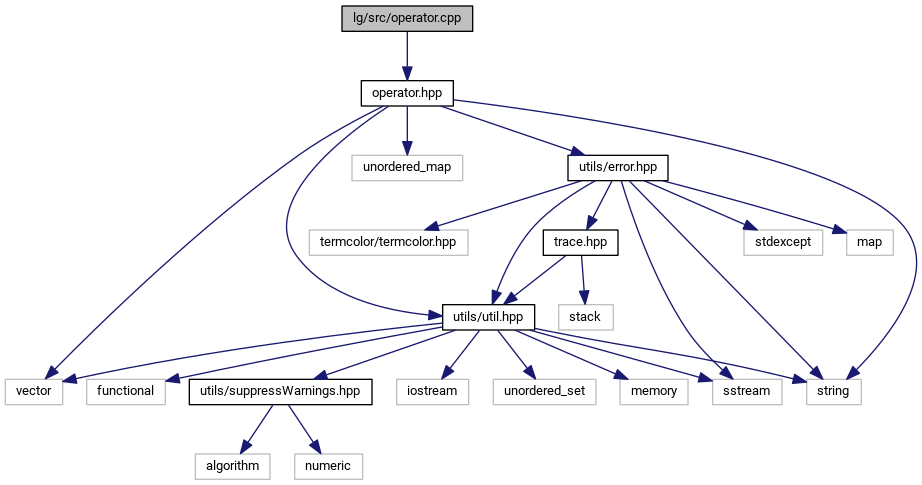 lg/src/operator.cpp
operator.hpp
unordered_map
utils/error.hpp
termcolor/termcolor.hpp
trace.hpp
stdexcept
map
utils/util.hpp
stack
vector
functional
utils/suppressWarnings.hpp
iostream
unordered_set
memory
sstream
string
algorithm
numeric